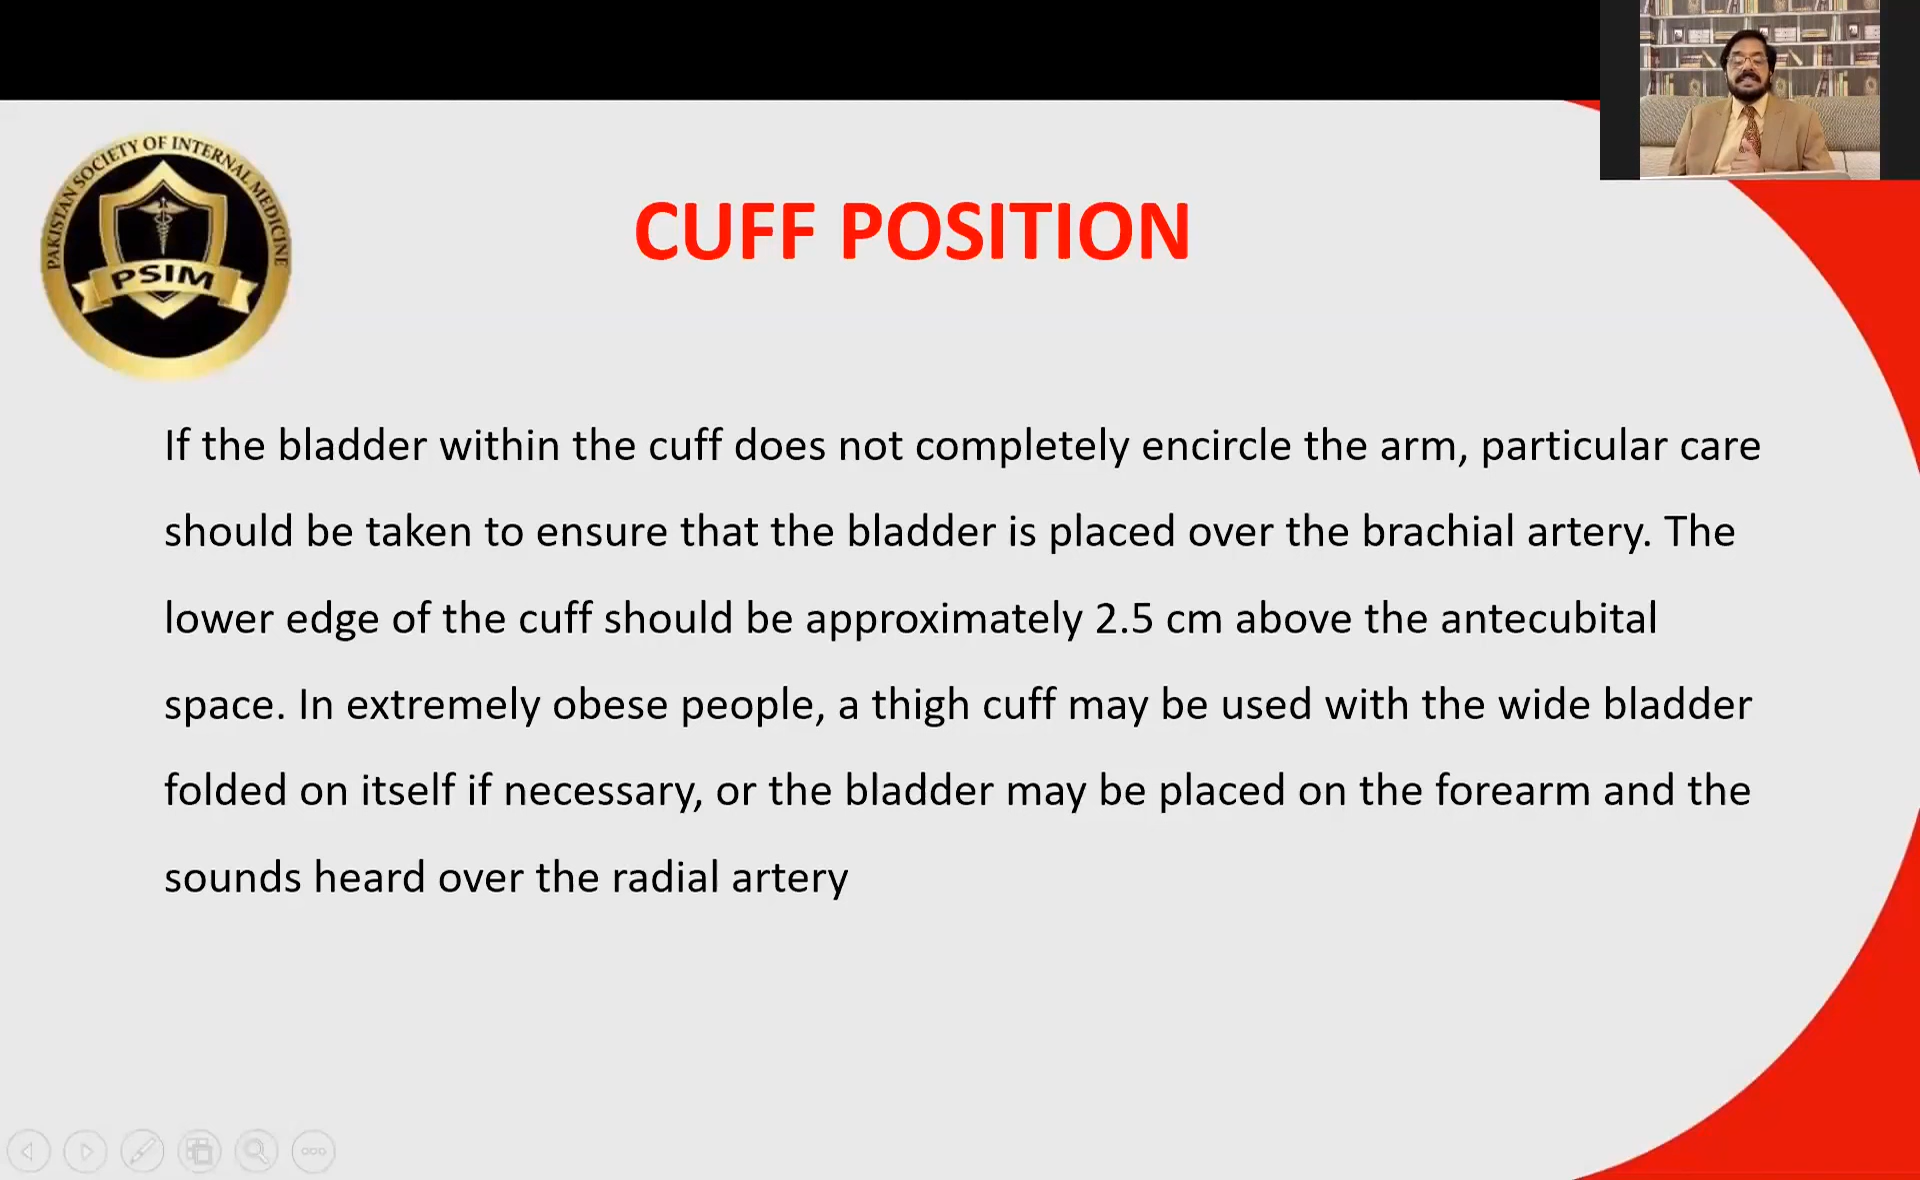 PAKISTAN SOCIETY OF INTERNAL MEDICINE
PSIM
CUFF POSITION
If the bladder within the cuff does not completely encircle the arm, particular care
should be taken to ensure that the bladder is placed over the brachial artery. The
lower edge of the cuff should be approximately 2.5 cm above the antecubital
space. In extremely obese people, a thigh cuff may be used with the wide bladder
folded on itself if necessary, or the bladder may be placed on the forearm and the
sounds heard over the radial artery